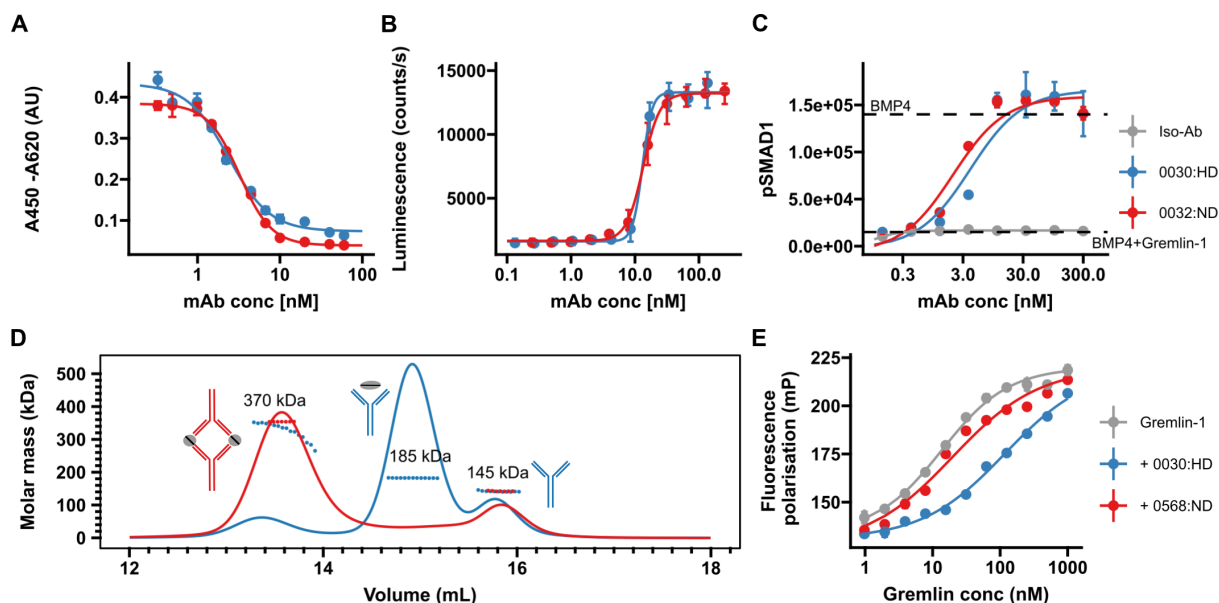 A
A450 -A620 (AU)
0.4
0.3
0.2
0.1
1
10
100
mAb conc [nM]
B
Luminescence (counts/s)
15000
10000
5000
0.1
1.0
10.0
100.0
mAb conc [nM]
C
pSMAD1
1.5e+05
1.0e+05
5.0e+04
0.0e+00
BMP4
BMP4+Gremlin-1
0.3
3.0
30.0
300.0
mAb conc [nM]
Iso-Ab
0030:HD
0032:ND
D
Molar mass (kDa)
500
400
300
200
100
0
370 kDa
185 kDa
145 kDa
12
14
16
18
Volume (mL)
E
Fluorescence
polarisation (mP)
225
200
175
150
125
1
10
100
1000
Gremlin conc (nM)
Gremlin-1
+ 0030:HD
+ 0568:ND